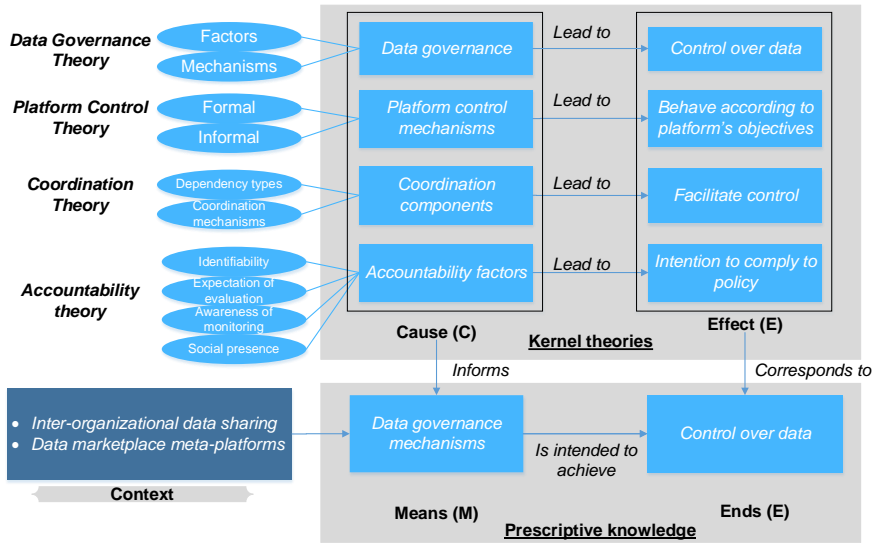 Data Governance
Theory
Factors
Mechanisms
Data governance
Lead to
Control over data
Platform Control
Theory
Formal
Informal
Platform control
mechanisms
Lead to
Behave according to
platform's objectives
Coordination
Theory
Dependency types
Coordination
mechanisms
Coordination
components
Lead to
Facilitate control
Accountability
theory
Identifiability
Expectation of
evaluation
Awareness of
monitoring
Social presence
Accountability factors
Lead to
Intention to comply to
policy
Cause (C)
Effect (E)
Kernel theories
Informs
Corresponds to
• Inter-organizational data sharing
• Data marketplace meta-platforms
Context
Data governance
mechanisms
Is intended to
achieve
Control over data
Means (M)
Ends (E)
Prescriptive knowledge